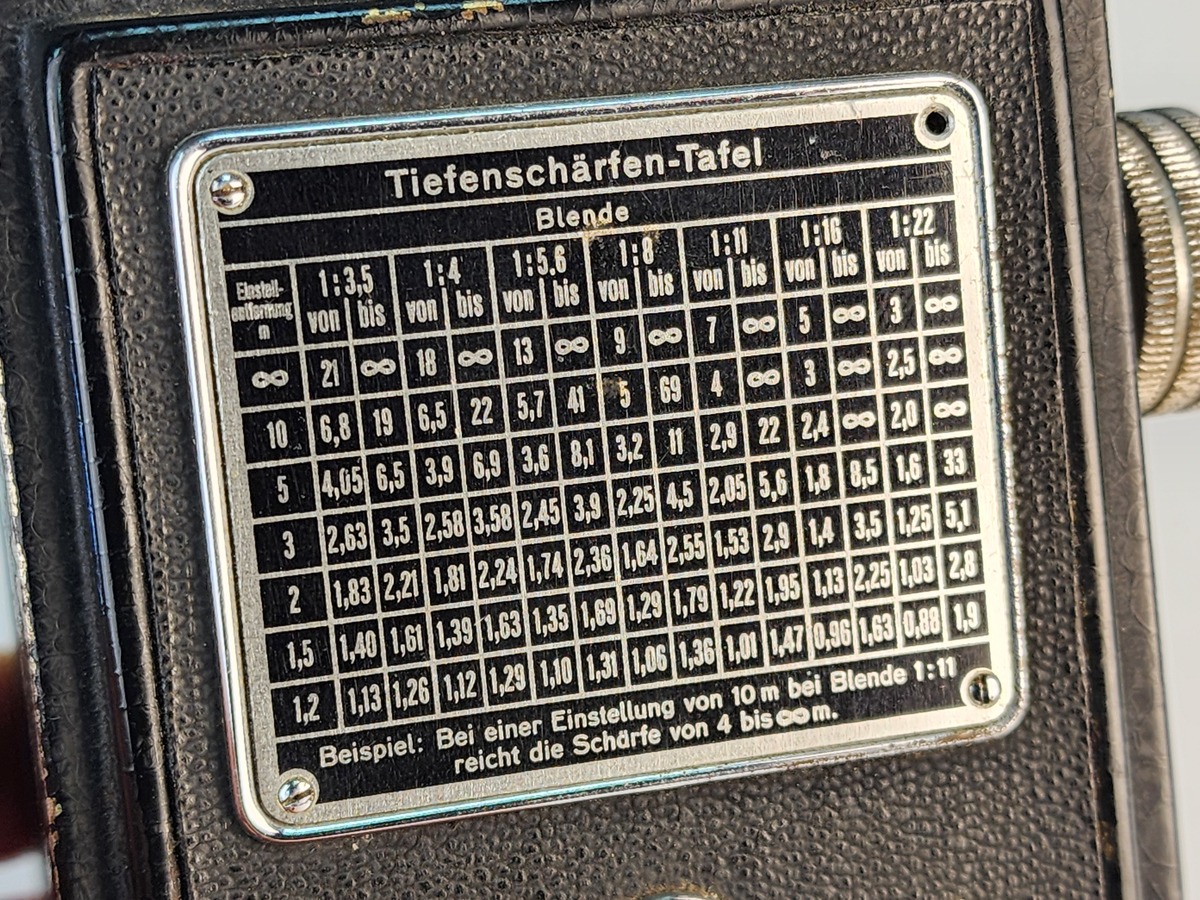 Tiefenschärfen-Tafel
Blende
Einstell-entfernung m 1:3,5 1:4 1:5,6 1:8 1:11 1:16 1:22
von bis von bis von bis von bis von bis von bis von bis
∞ 21 ∞ 18 ∞ 13 ∞ 9 ∞ 7 ∞ 5 ∞ 3 ∞
10 6,8 19 6,5 22 5,7 41 5 69 4 ∞ 3 ∞ 2,5 ∞
5 4,05 6,5 3,9 6,9 3,6 8,1 3,2 11 2,9 22 2,4 ∞ 2,0 ∞
3 2,63 3,5 2,58 3,58 2,45 3,9 2,25 4,5 2,05 5,6 1,8 8,5 1,6 33
2 1,83 2,21 1,81 2,24 1,74 2,36 1,64 2,55 1,53 2,9 1,4 3,5 1,25 5,1
1,5 1,40 1,61 1,39 1,63 1,35 1,69 1,29 1,79 1,22 1,95 1,13 2,25 1,03 2,8
1,2 1,13 1,26 1,12 1,29 1,10 1,31 1,06 1,36 1,01 1,47 0,96 1,63 0,88 1,9
Beispiel: Bei einer Einstellung von 10 m bei Blende 1:11
reicht die Schärfe von 4 bis ∞ m.